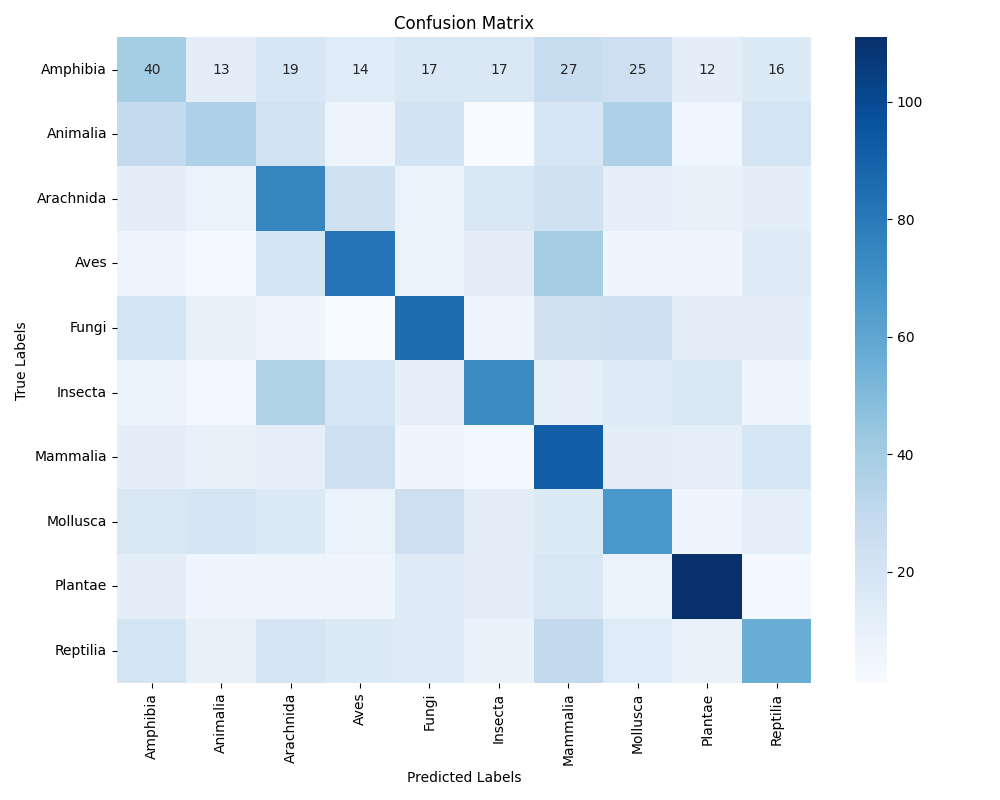 Confusion Matrix
Amphibia 40 13 19 14 17 17 27 25 12 16
Animalia
Arachnida
Aves
Fungi
Insecta
Mammalia
Mollusca
Plantae
Reptilia
True Labels
Amphibia Animalia Arachnida Aves Fungi Insecta Mammalia Mollusca Plantae Reptilia
Predicted Labels
100
80
60
40
20